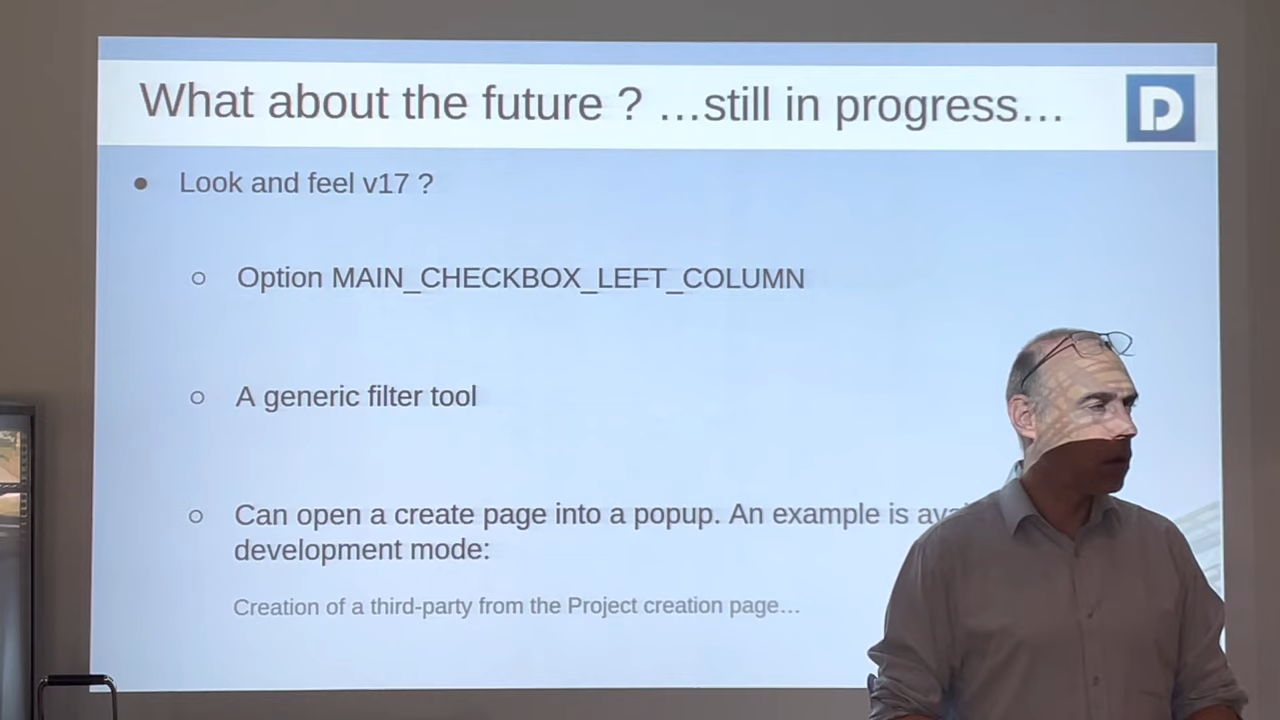 What about the future ? …still in progress…
D
Look and feel v17 ?
Option MAIN_CHECKBOX_LEFT_COLUMN
A generic filter tool
Can open a create page into a popup. An example is
development mode:
Creation of a third-party from the Project creation page…